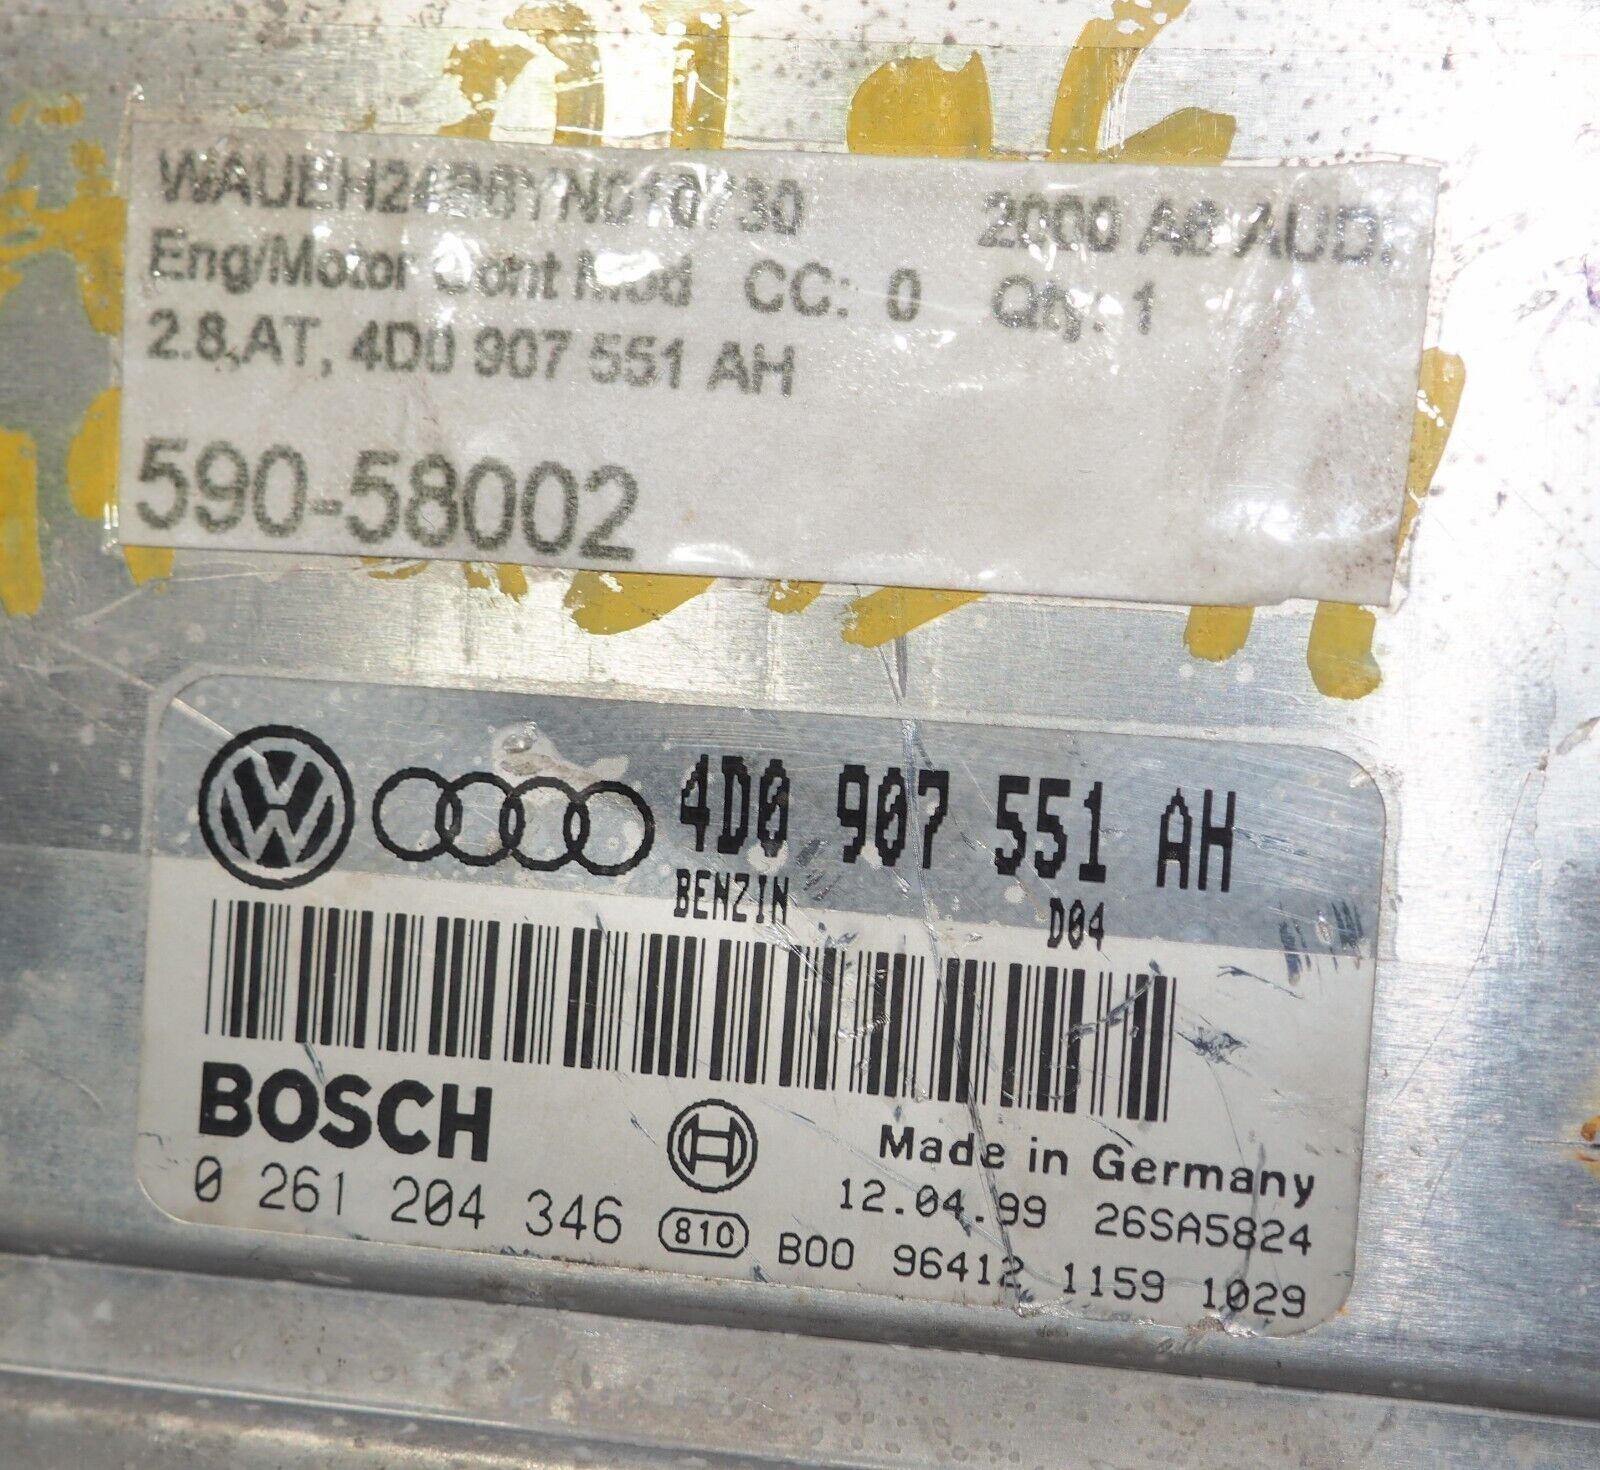 2000 A6 AUDI
Eng/Motor Cont Mod CC: 0 Qty: 1
2.8,AT, 4D0 907 551 AH
590-58002
4D0 907 551 AH
BENZIN D04
BOSCH
Made in Germany
12.04.99 26SA5824
0 261 204 346 810 B00 96412 1159 1029